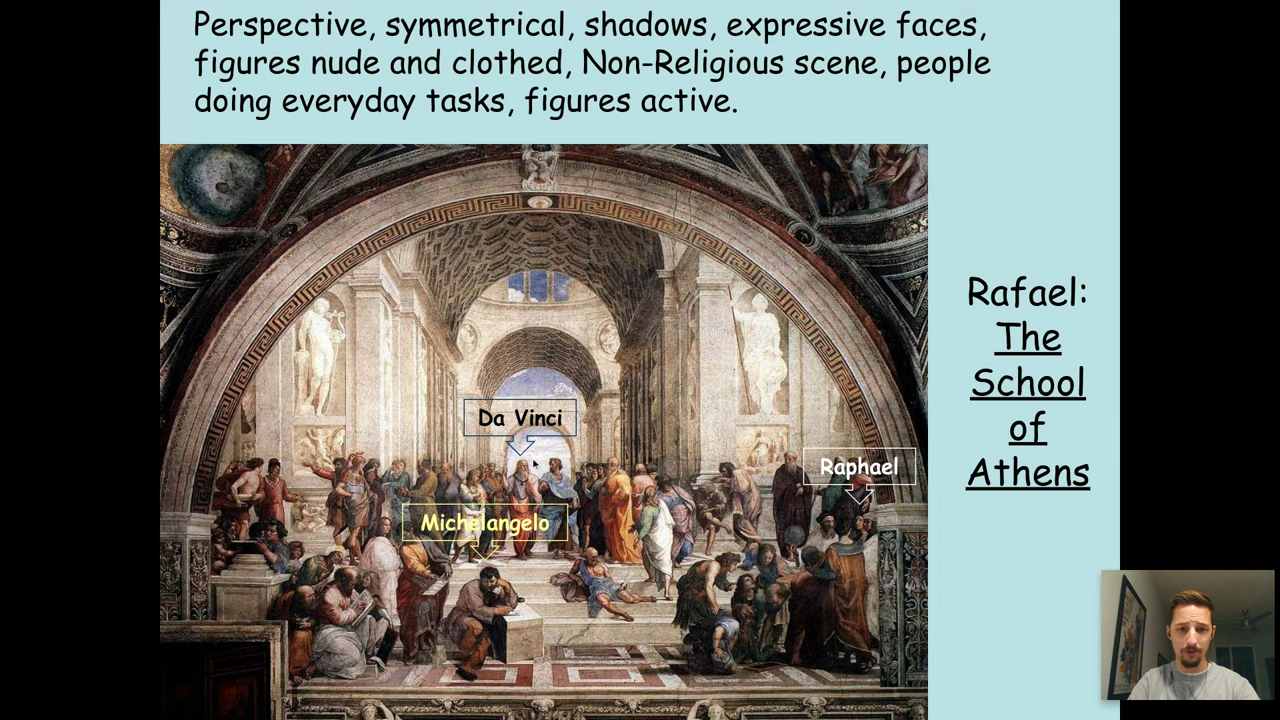 Perspective, symmetrical, shadows, expressive faces,
figures nude and clothed, Non-Religious scene, people
doing everyday tasks, figures active.
Rafael:
The
School
of
Athens
Da Vinci
Raphael
Michelangelo